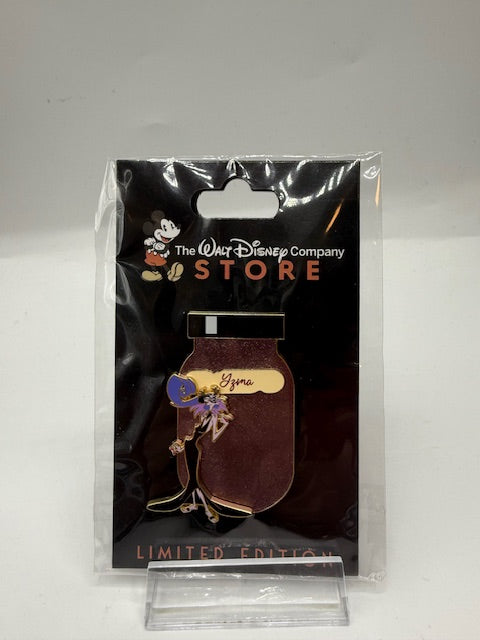 The WALT DISNEY Company
STORE
Yzma
LIMITED EDITION